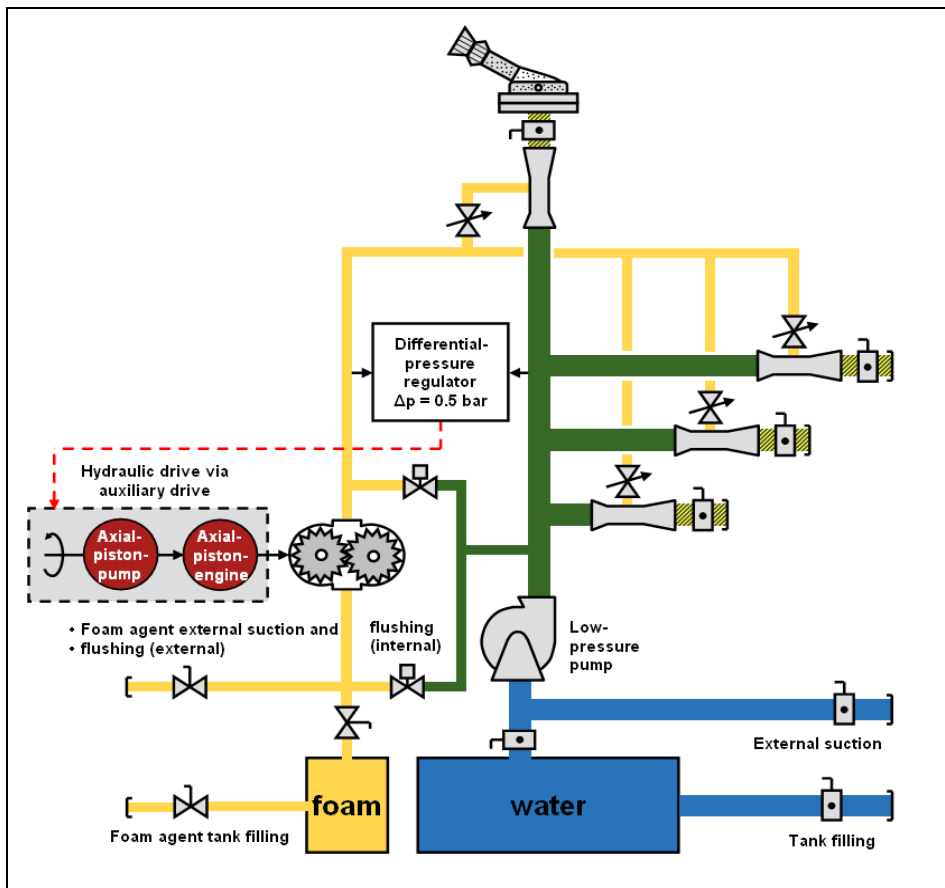 Differential-
pressure
regulator
Δp = 0.5 bar
Hydraulic drive via
auxiliary drive
Axial-
piston-
pump
Axial-
piston-
engine
• Foam agent external suction and
• flushing (external)
flushing
(internal)
Low-
pressure
pump
External suction
foam
water
Foam agent tank filling
Tank filling